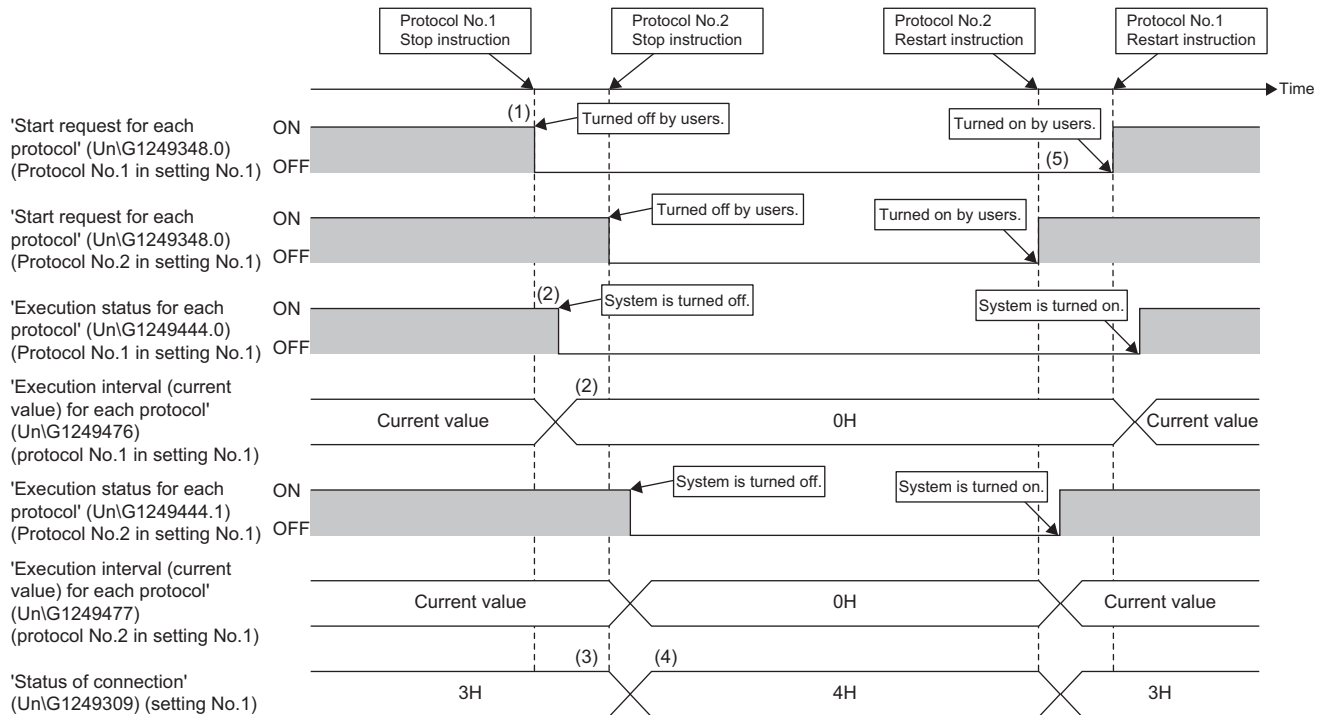 Protocol No.1
Stop instruction
Protocol No.2
Stop instruction
Protocol No.2
Restart instruction
Protocol No.1
Restart instruction
Time
'Start request for each
protocol' (Un\G1249348.0)
(Protocol No.1 in setting No.1)
ON
OFF
(1)
Turned off by users.
Turned on by users.
(5)
'Start request for each
protocol' (Un\G1249348.0)
(Protocol No.2 in setting No.1)
ON
OFF
Turned off by users.
Turned on by users.
'Execution status for each
protocol' (Un\G1249444.0)
(Protocol No.1 in setting No.1)
ON
OFF
(2)
System is turned off.
System is turned on.
'Execution interval (current
value) for each protocol'
(Un\G1249476)
(protocol No.1 in setting No.1)
Current value
(2)
0H
Current value
'Execution status for each
protocol' (Un\G1249444.1)
(Protocol No.2 in setting No.1)
ON
OFF
System is turned off.
System is turned on.
'Execution interval (current
value) for each protocol'
(Un\G1249477)
(protocol No.2 in setting No.1)
Current value
0H
Current value
'Status of connection'
(Un\G1249309) (setting No.1)
3H
(3)
(4)
4H
3H